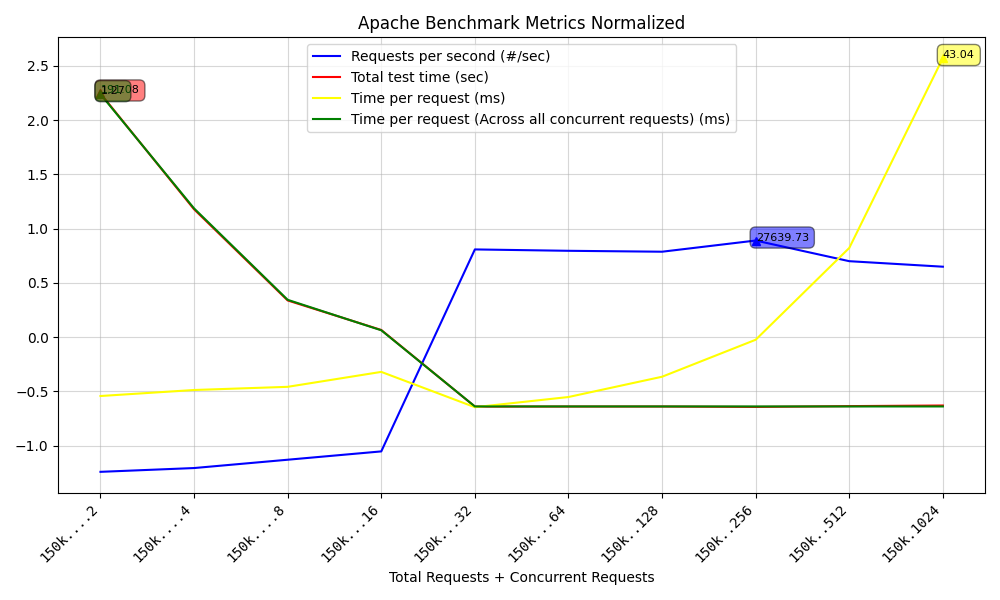 Apache Benchmark Metrics Normalized
Requests per second (#/sec)
Total test time (sec)
Time per request (ms)
Time per request (Across all concurrent requests) (ms)
2.5
2.0
1.5
1.0
0.5
0.0
−0.5
−1.0
43.04
1.27
27639.73
150k....2
150k....4
150k....8
150k...16
150k...32
150k...64
150k..128
150k..256
150k..512
150k.1024
Total Requests + Concurrent Requests